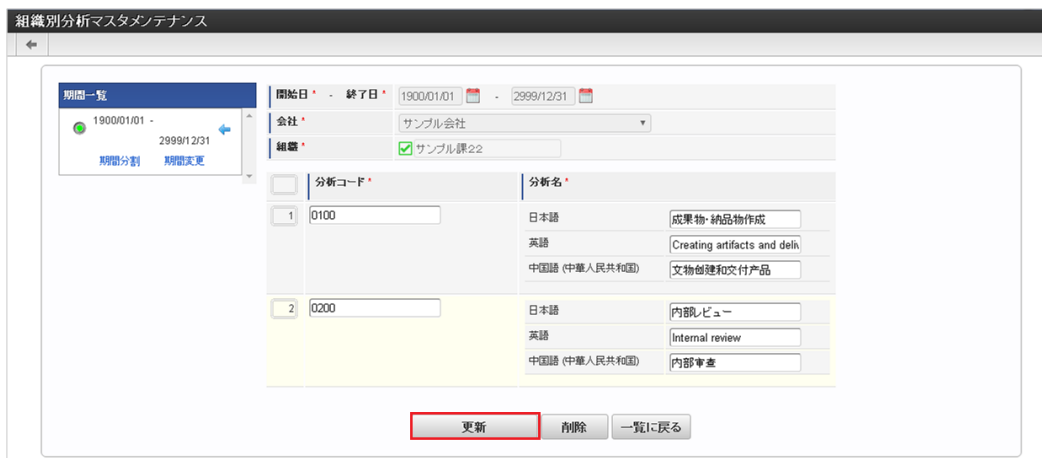 組織別分析マスタメンテナンス
期間一覧
1900/01/01 -
2999/12/31
期間分割 期間変更
開始日* - 終了日* 1900/01/01 - 2999/12/31
会社* サンプル会社
組織* サンプル課22
分析コード* 分析名*
1 0100 日本語 成果物・納品物作成
英語 Creating artifacts and deliv
中国語 (中華人民共和国) 文物创建和交付产品
2 0200 日本語 内部レビュー
英語 Internal review
中国語 (中華人民共和国) 内部审查
更新 削除 一覧に戻る